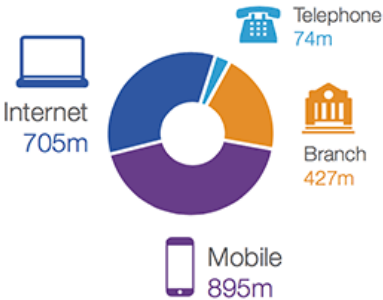 Telephone
74m
Internet
705m
Branch
427m
Mobile
895m